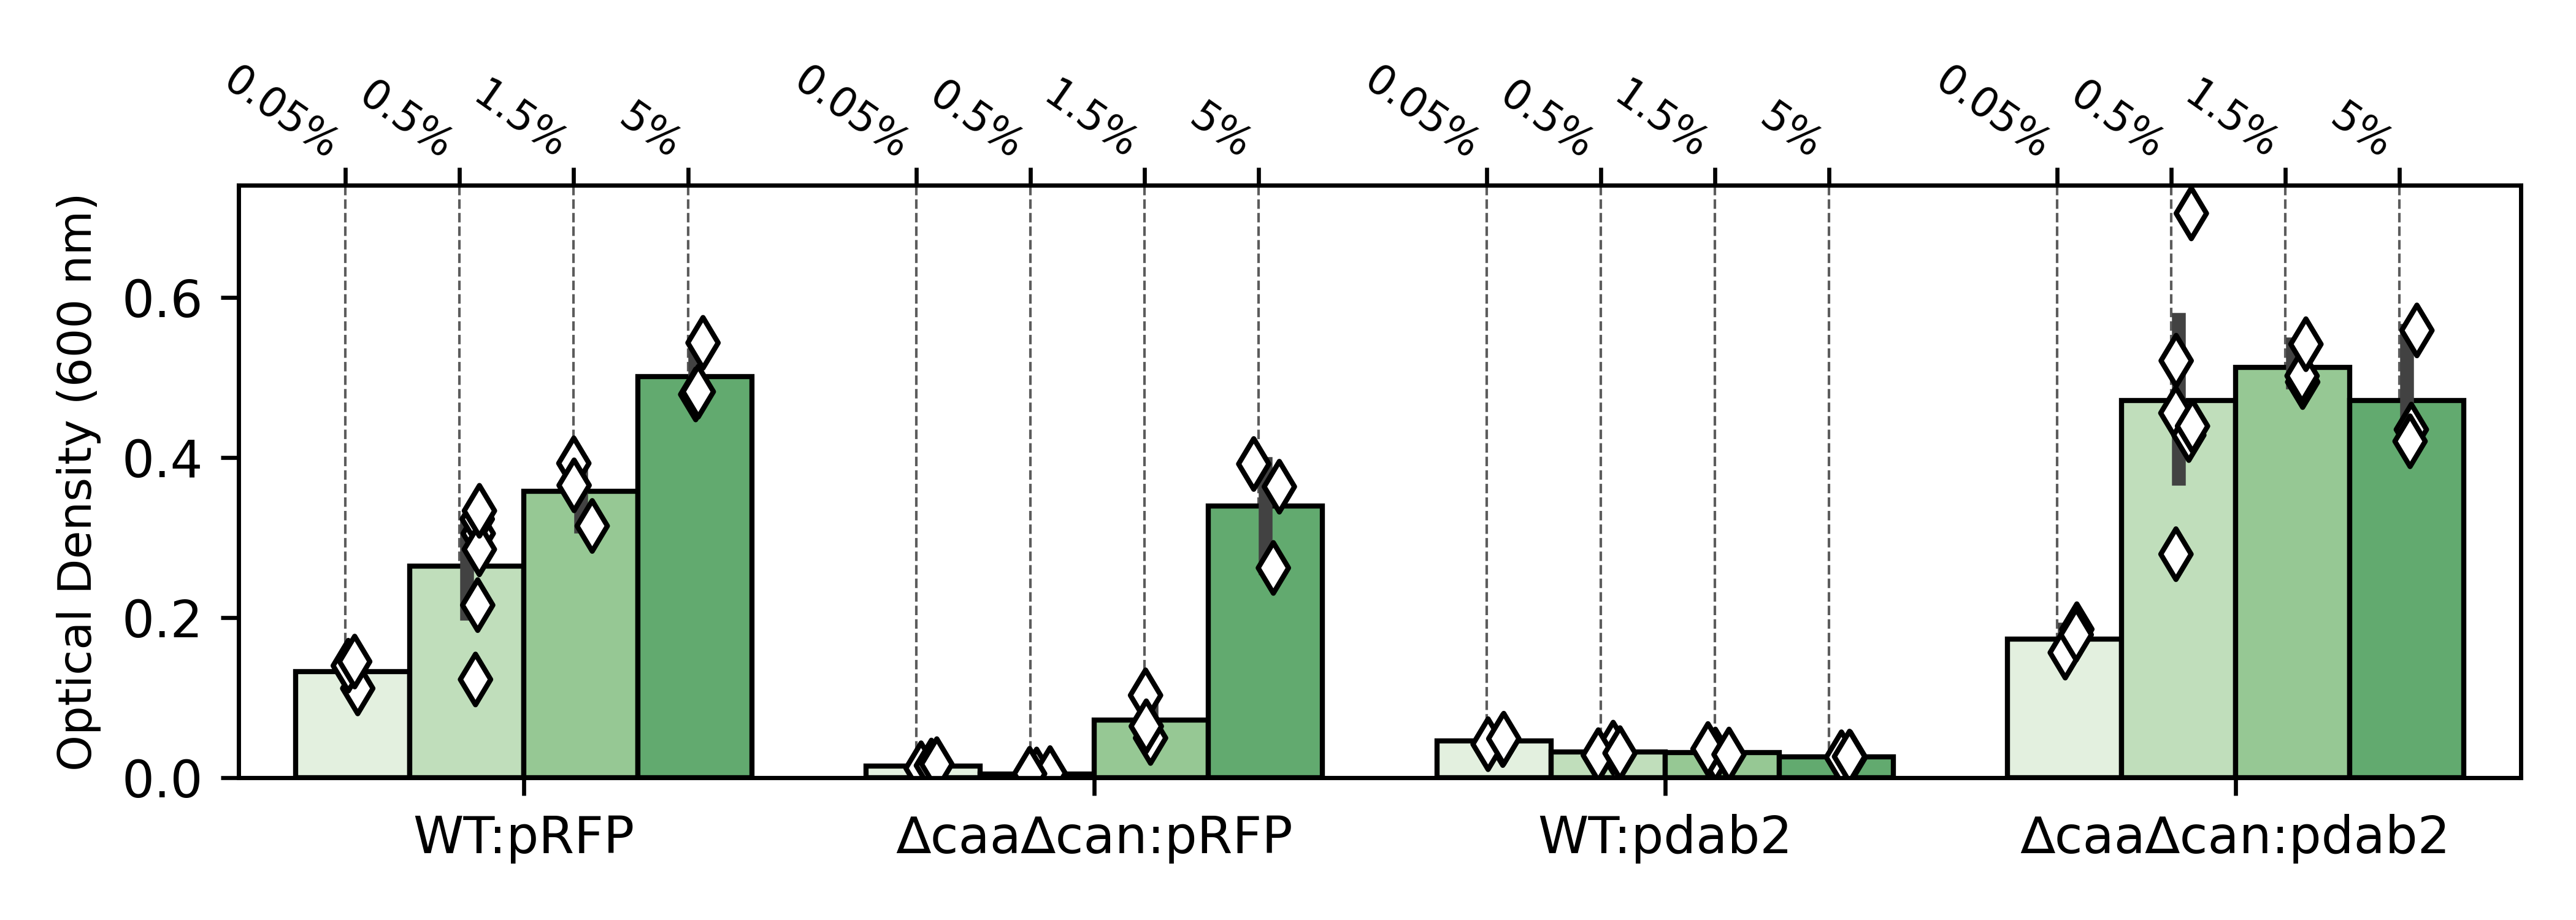 0.05% 0.5% 1.5% 5% 0.05% 0.5% 1.5% 5% 0.05% 0.5% 1.5% 5% 0.05% 0.5% 1.5% 5%
Optical Density (600 nm)
0.6
0.4
0.2
0.0
WT:pRFP ΔcaaΔcan:pRFP WT:pdab2 ΔcaaΔcan:pdab2